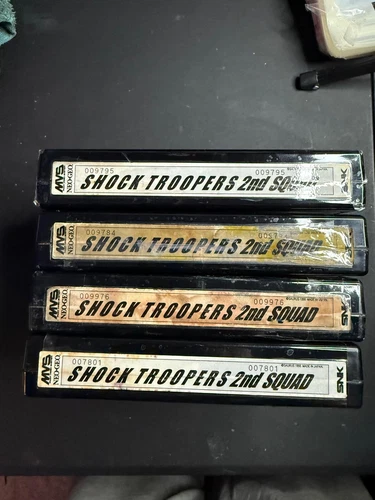 MVS
NEO·GEO
009795 009795
SHOCK TROOPERS 2nd SQUAD
SNK
MVS
NEO·GEO
009784
SHOCK TROOPERS 2nd SQUAD
MVS
NEO·GEO
009976 009976
SHOCK TROOPERS 2nd SQUAD
SNK
MVS
NEO·GEO
007801 007801
SHOCK TROOPERS 2nd SQUAD
SNK